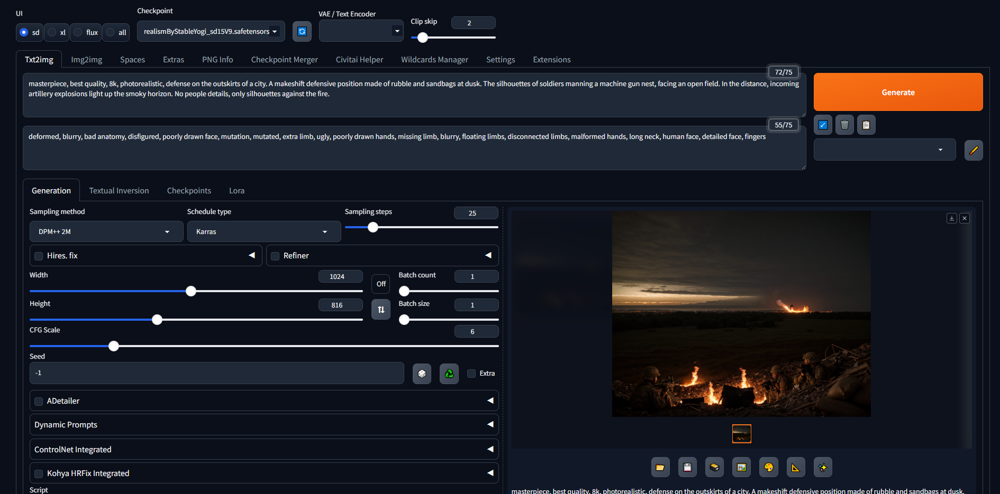 UI
sd
xl
flux
all
Checkpoint
realismByStableYogi_sd15V9.safetensors
VAE / Text Encoder
Clip skip
2
Txt2img
Img2img
Spaces
Extras
PNG Info
Checkpoint Merger
Civitai Helper
Wildcards Manager
Settings
Extensions
72/75
masterpiece, best quality, 8k, photorealistic, defense on the outskirts of a city. A makeshift defensive position made of rubble and sandbags at dusk. The silhouettes of soldiers manning a machine gun nest, facing an open field. In the distance, incoming
artillery explosions light up the smoky horizon. No people details, only silhouettes against the fire.
Generate
55/75
deformed, blurry, bad anatomy, disfigured, poorly drawn face, mutation, mutated, extra limb, ugly, poorly drawn hands, missing limb, blurry, floating limbs, disconnected limbs, malformed hands, long neck, human face, detailed face, fingers
Generation
Textual Inversion
Checkpoints
Lora
Sampling method
DPM++ 2M
Schedule type
Karras
Sampling steps
25
Hires. fix
Refiner
Width
1024
Off
Batch count
1
Height
816
Batch size
1
CFG Scale
6
Seed
-1
Extra
ADetailer
Dynamic Prompts
ControlNet Integrated
Kohya HRFix Integrated
Script
masterpiece, best quality, 8k, photorealistic, defense on the outskirts of a city. A makeshift defensive position made of rubble and sandbags at dusk.